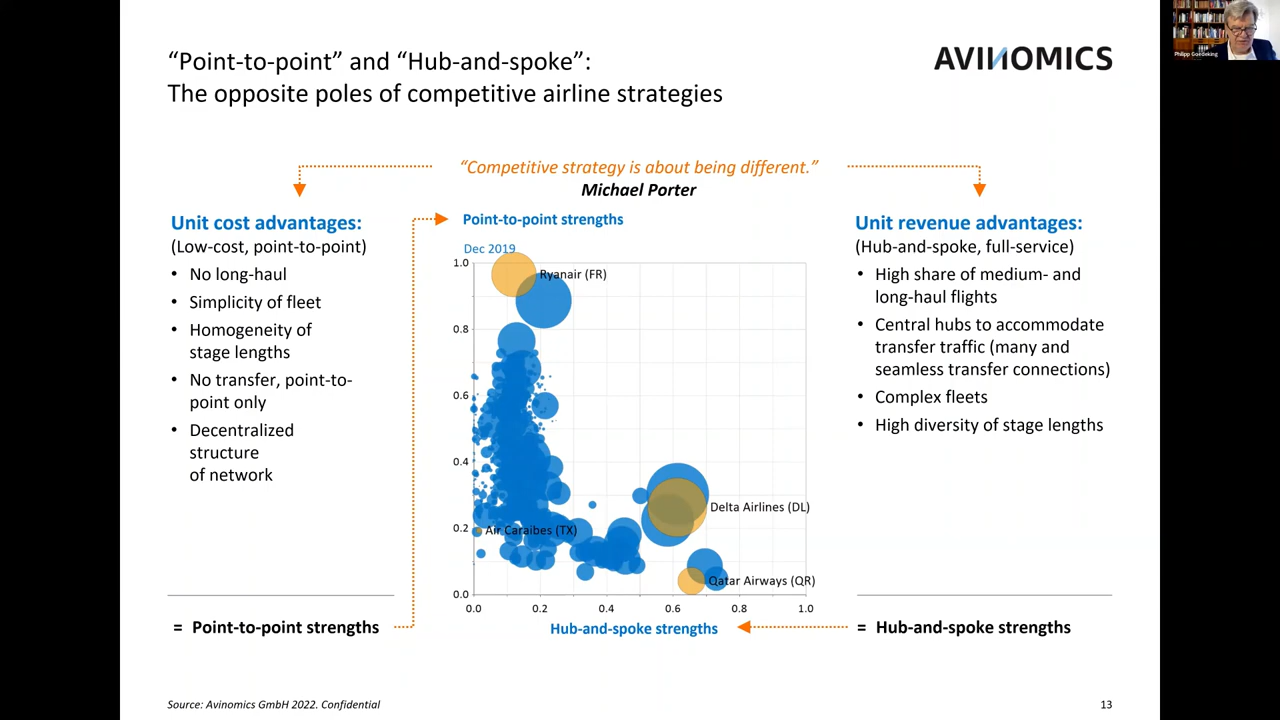 “Point-to-point” and “Hub-and-spoke”:
The opposite poles of competitive airline strategies
AVINOMICS
Philipp Goedeking
“Competitive strategy is about being different.”
Michael Porter
Unit cost advantages:
(Low-cost, point-to-point)
• No long-haul
• Simplicity of fleet
• Homogeneity of
stage lengths
• No transfer, point-to-
point only
• Decentralized
structure
of network
= Point-to-point strengths
Point-to-point strengths
Dec 2019
1.0
0.8
0.6
0.4
0.2
0.0
Ryanair (FR)
Delta Airlines (DL)
Air Caraibes (TX)
Qatar Airways (QR)
0.0 0.2 0.4 0.6 0.8 1.0
Hub-and-spoke strengths
Unit revenue advantages:
(Hub-and-spoke, full-service)
• High share of medium- and
long-haul flights
• Central hubs to accommodate
transfer traffic (many and
seamless transfer connections)
• Complex fleets
• High diversity of stage lengths
= Hub-and-spoke strengths
Source: Avinomics GmbH 2022. Confidential
13